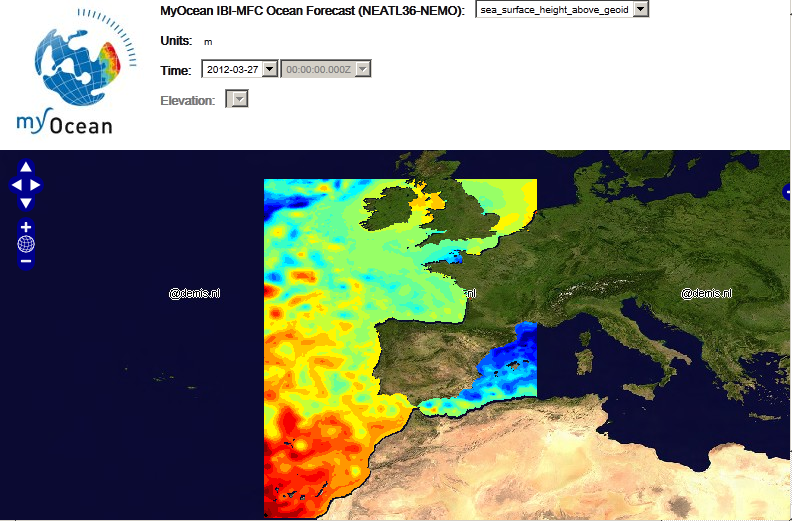 MyOcean IBI-MFC Ocean Forecast (NEATL36-NEMO): sea_surface_height_above_geoid
Units: m
Time: 2012-03-27 00:00:00.000Z
Elevation:
my Ocean
@demis.nl nl @demis.nl